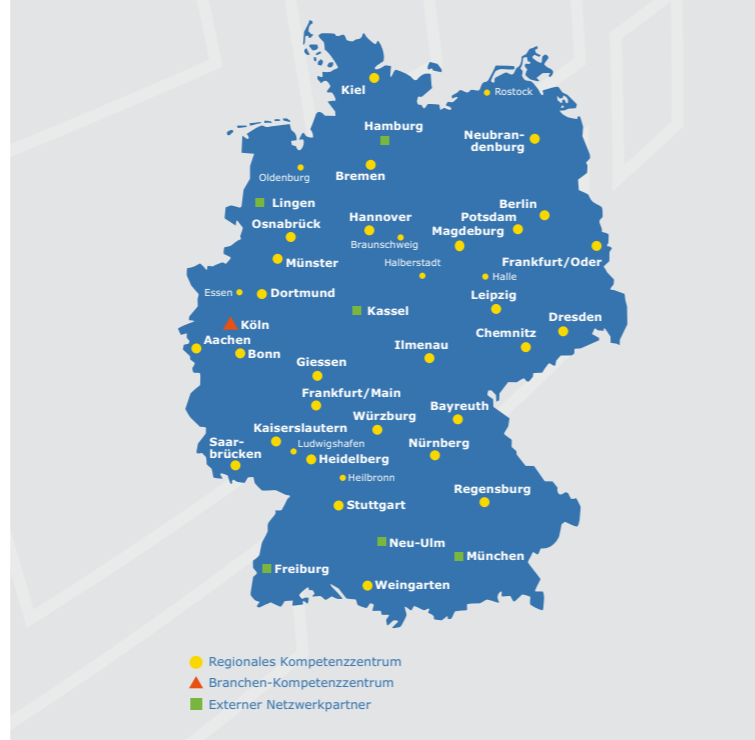 Kiel
Rostock
Hamburg
Neubran-
denburg
Oldenburg
Bremen
Lingen
Berlin
Osnabrück
Hannover
Potsdam
Braunschweig
Magdeburg
Münster
Halberstadt
Frankfurt/Oder
Halle
Essen
Dortmund
Leipzig
Kassel
Dresden
Köln
Chemnitz
Aachen
Ilmenau
Bonn
Giessen
Frankfurt/Main
Bayreuth
Würzburg
Kaiserslautern
Saar-
brücken
Ludwigshafen
Nürnberg
Heidelberg
Heilbronn
Regensburg
Stuttgart
Neu-Ulm
München
Freiburg
Weingarten
Regionales Kompetenzzentrum
Branchen-Kompetenzzentrum
Externer Netzwerkpartner